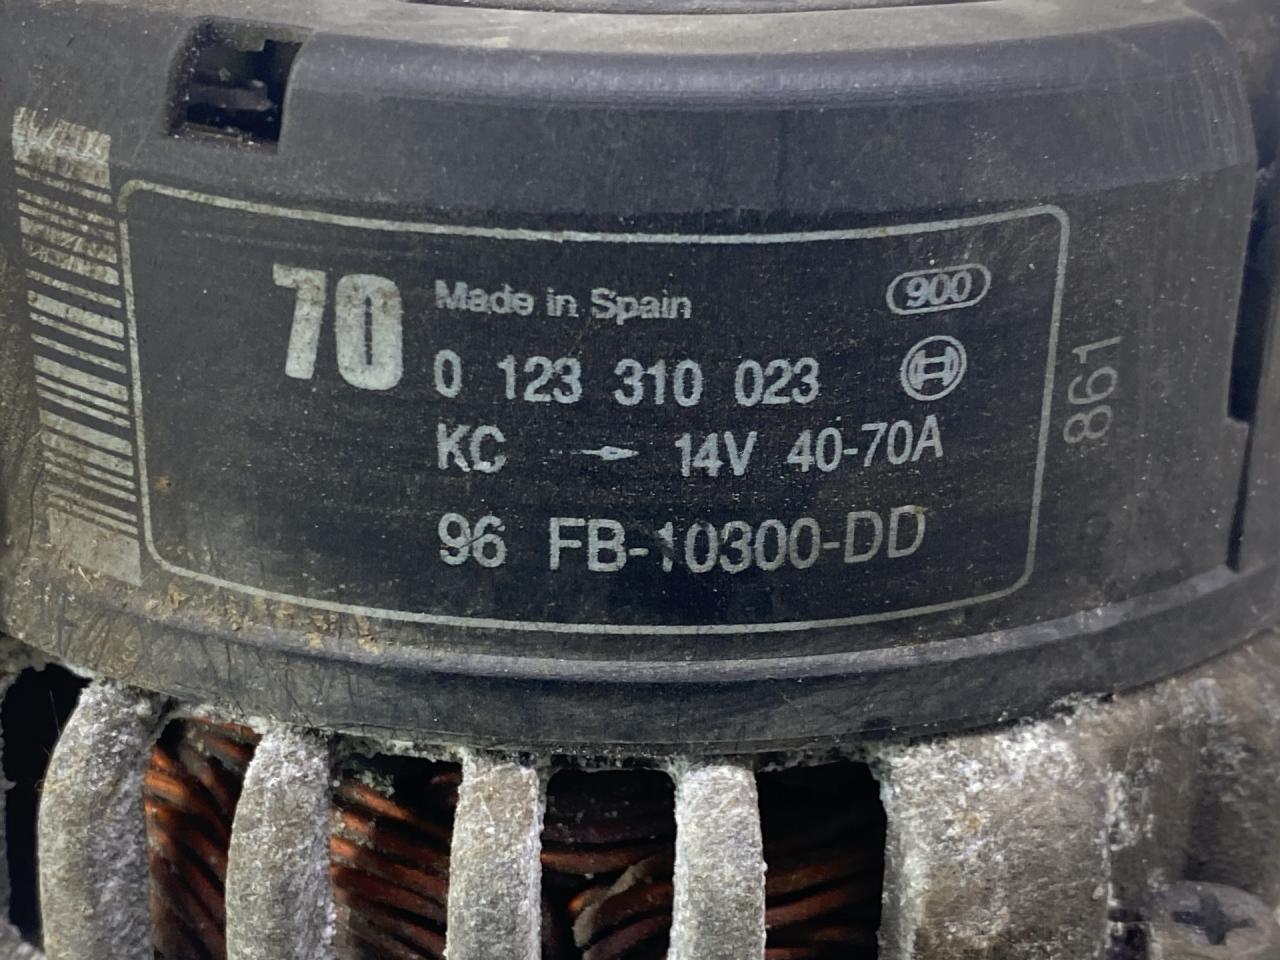 70
Made in Spain
900
0 123 310 023
KC → 14V 40-70A
96 FB-10300-DD
861